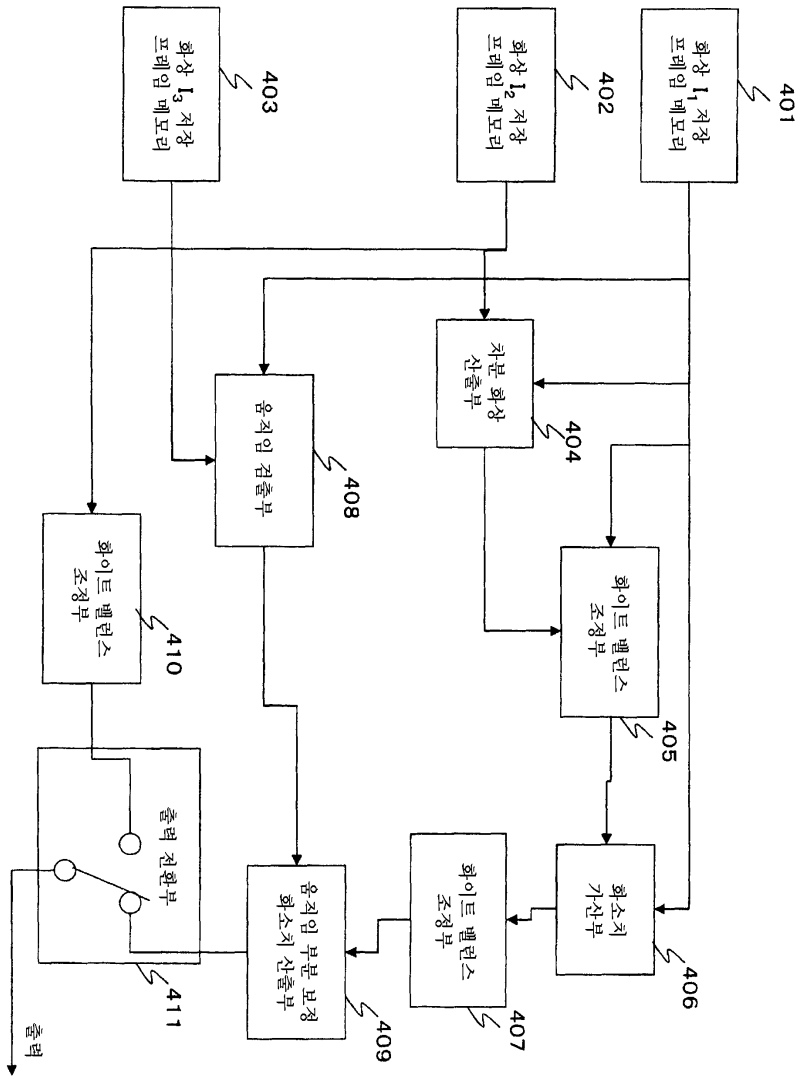 화상 I₁ 저장
프레임 메모리
401
화상 I₂ 저장
프레임 메모리
402
화상 I₃ 저장
프레임 메모리
403
차분 화상
산출부
404
화이트 밸런스
조정부
405
화소치
가산부
406
화이트 밸런스
조정부
407
움직임 검출부
408
움직임 부분 보정
화소치 산출부
409
화이트 밸런스
조정부
410
출력 전환부
411
출력